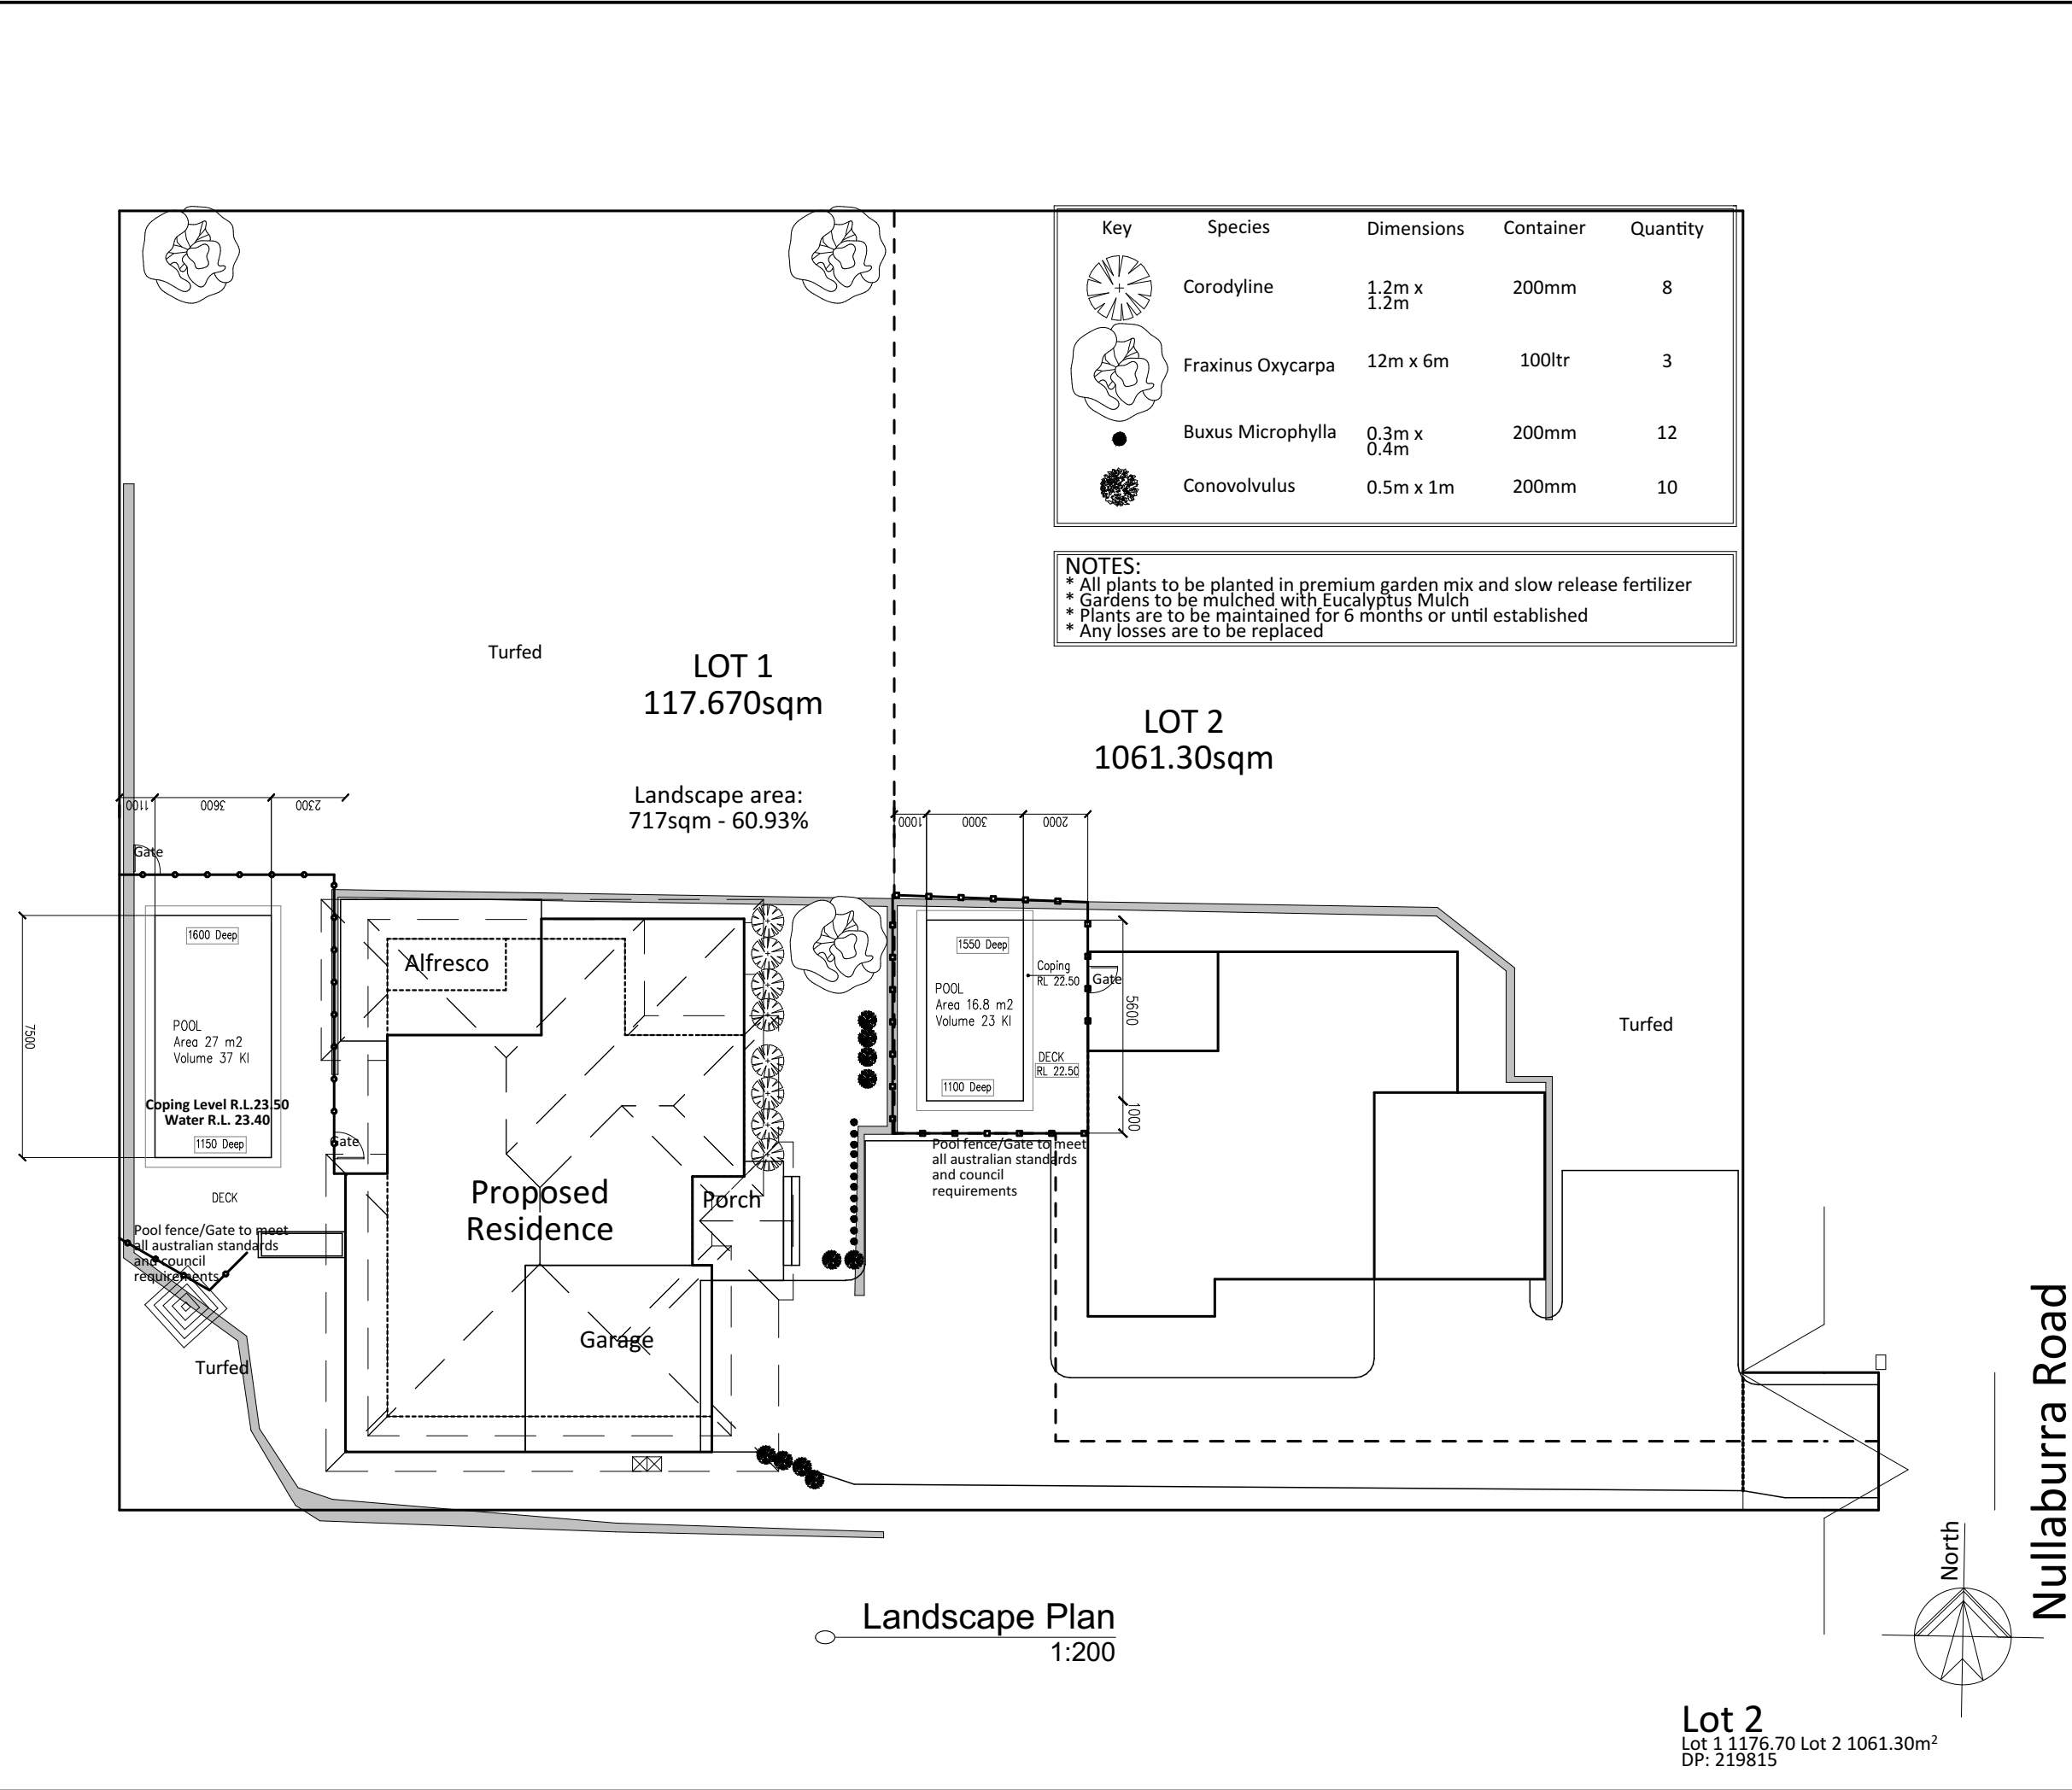 Key Species Dimensions Container Quantity
Corodyline 1.2m x 200mm 8
1.2m
Fraxinus Oxycarpa 12m x 6m 100ltr 3
Buxus Microphylla 0.3m x 200mm 12
0.4m
Conovolvulus 0.5m x 1m 200mm 10
NOTES:
* All plants to be planted in premium garden mix and slow release fertilizer
* Gardens to be mulched with Eucalyptus Mulch
* Plants are to be maintained for 6 months or until established
* Any losses are to be replaced
Turfed
LOT 1
117.670sqm
LOT 2
1061.30sqm
Landscape area:
717sqm - 60.93%
1100 3600 2300
1000 3000 2000
Gate
7500
1600 Deep
POOL
Area 27 m2
Volume 37 Kl
Coping Level R.L.23.50
Water R.L. 23.40
1150 Deep
DECK
Pool fence/Gate to meet
all australian standards
and council
requirements
Turfed
Gate
Alfresco
Proposed
Residence
Porch
Garage
1550 Deep
Coping
RL 22.50
POOL
Area 16.8 m2
Volume 23 Kl
DECK
RL 22.50
1100 Deep
Gate
5600
1000
Pool fence/Gate to meet
all australian standards
and council
requirements
Turfed
Nullaburra Road
North
Landscape Plan
1:200
Lot 2
Lot 1 1176.70 Lot 2 1061.30m²
DP: 219815